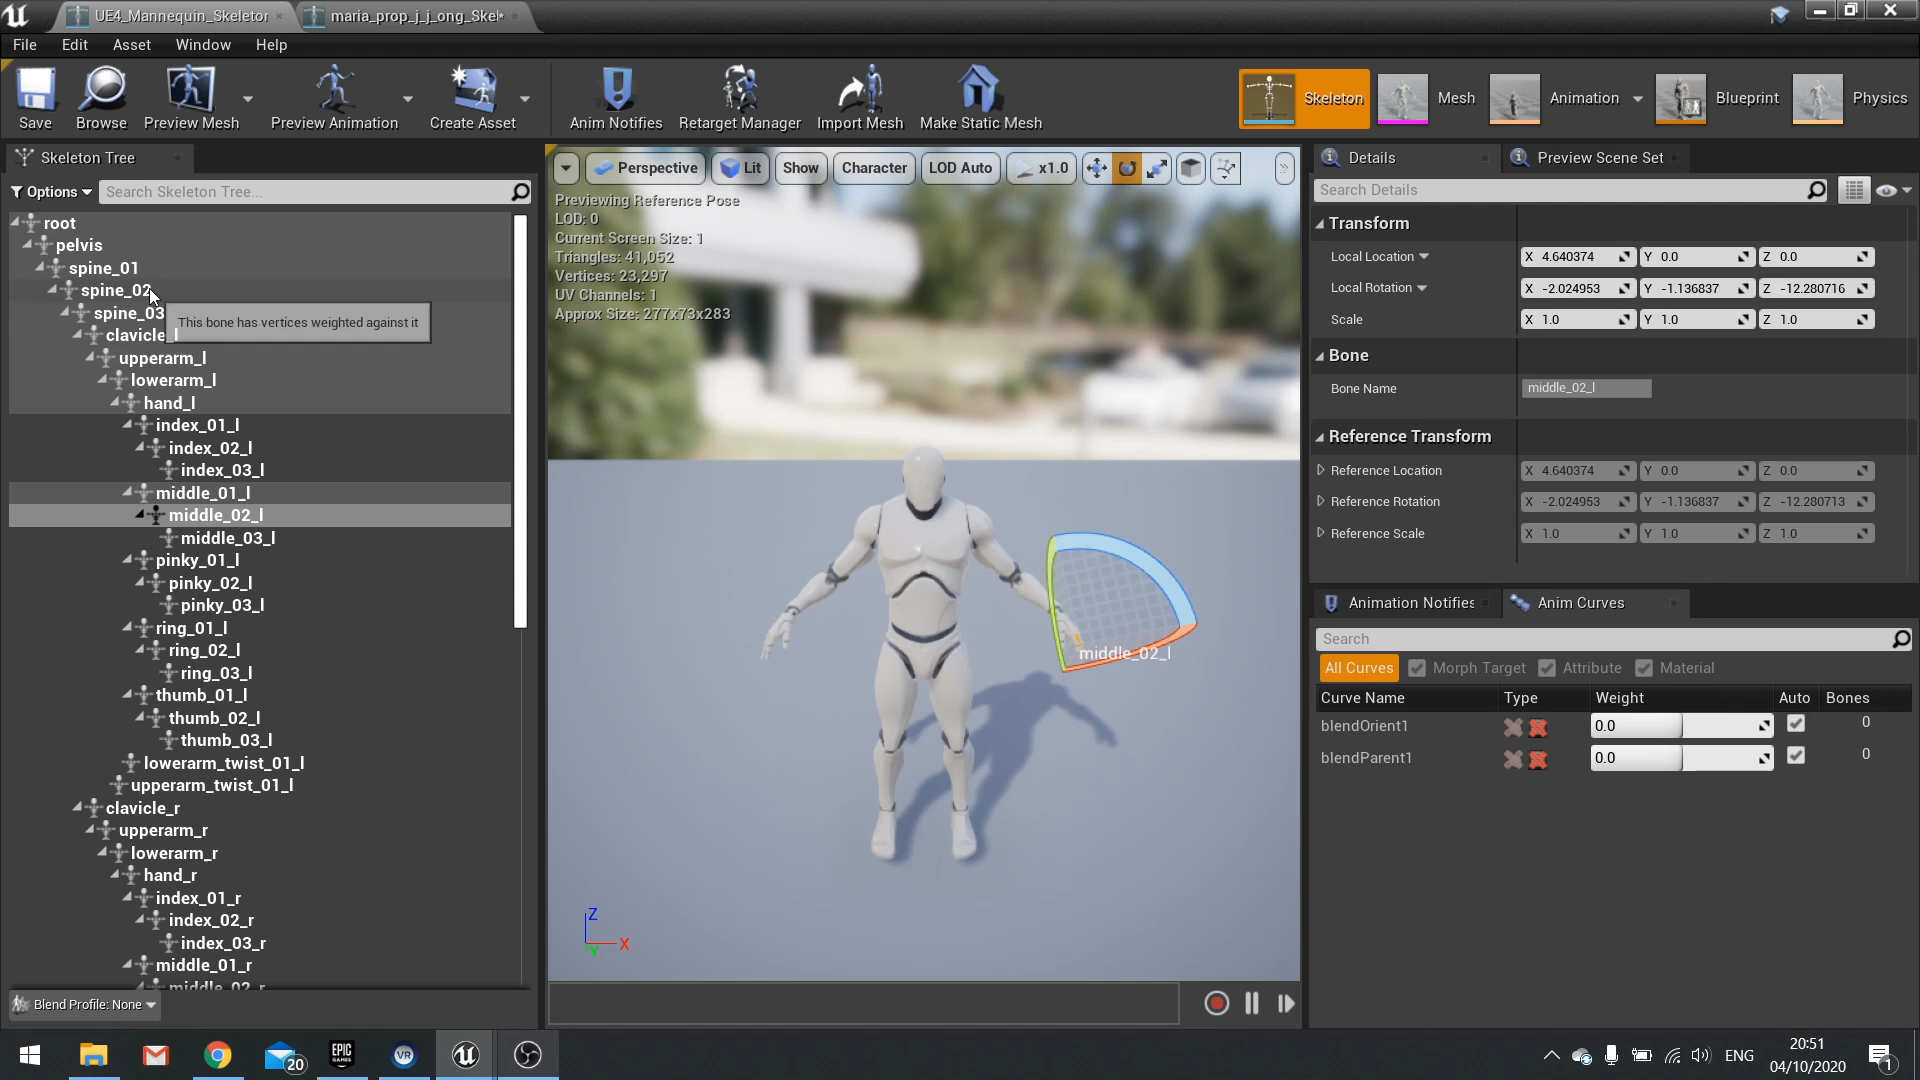 UE4_Mannequin_Skeletor
maria_prop_j_j_ong_Skel*
File Edit Asset Window Help
Save Browse Preview Mesh Preview Animation Create Asset Anim Notifies Retarget Manager Import Mesh Make Static Mesh Skeleton Mesh Animation Blueprint Physics
Skeleton Tree
Options Search Skeleton Tree...
root
pelvis
spine_01
spine_02
spine_03
This bone has vertices weighted against it
clavicle_l
upperarm_l
lowerarm_l
hand_l
index_01_l
index_02_l
index_03_l
middle_01_l
middle_02_l
middle_03_l
pinky_01_l
pinky_02_l
pinky_03_l
ring_01_l
ring_02_l
ring_03_l
thumb_01_l
thumb_02_l
thumb_03_l
lowerarm_twist_01_l
upperarm_twist_01_l
clavicle_r
upperarm_r
lowerarm_r
hand_r
index_01_r
index_02_r
index_03_r
middle_01_r
middle_02_r
Blend Profile: None
Perspective Lit Show Character LOD Auto x1.0
Previewing Reference Pose
LOD: 0
Current Screen Size: 1
Triangles: 41,052
Vertices: 23,297
UV Channels: 1
Approx Size: 277x73x283
middle_02_l
Z
X
Y
Details Preview Scene Set
Search Details
Transform
Local Location X 4.640374 Y 0.0 Z 0.0
Local Rotation X -2.024953 Y -1.136837 Z -12.280716
Scale X 1.0 Y 1.0 Z 1.0
Bone
Bone Name middle_02_l
Reference Transform
Reference Location X 4.640374 Y 0.0 Z 0.0
Reference Rotation X -2.024953 Y -1.136837 Z -12.280713
Reference Scale X 1.0 Y 1.0 Z 1.0
Animation Notifies Anim Curves
Search
All Curves Morph Target Attribute Material
Curve Name Type Weight Auto Bones
blendOrient1 0.0 0
blendParent1 0.0 0
20
EPIC GAMES
VR
ENG
20:51
04/10/2020
1